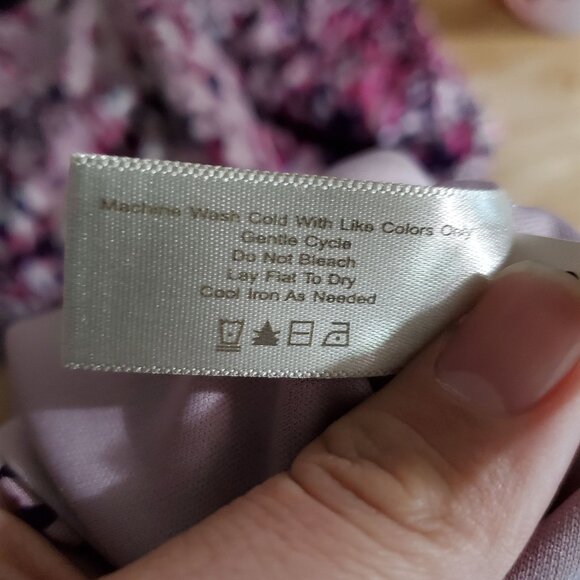 Machine Wash Cold With Like Colors Only
Gentle Cycle
Do Not Bleach
Lay Flat To Dry
Cool Iron As Needed